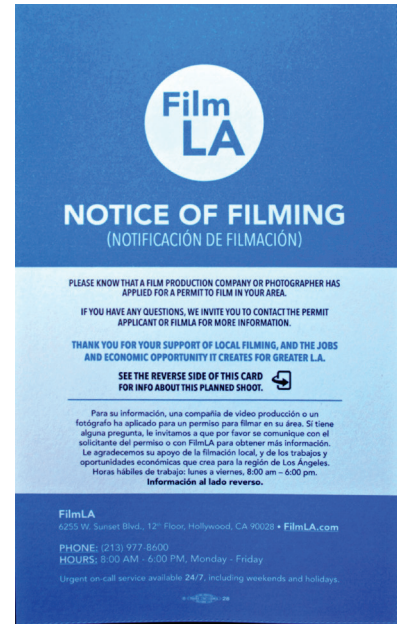 Film
LA
NOTICE OF FILMING
(NOTIFICACIÓN DE FILMACIÓN)
PLEASE KNOW THAT A FILM PRODUCTION COMPANY OR PHOTOGRAPHER HAS
APPLIED FOR A PERMIT TO FILM IN YOUR AREA.
IF YOU HAVE ANY QUESTIONS, WE INVITE YOU TO CONTACT THE PERMIT
APPLICANT OR FILMLA FOR MORE INFORMATION.
THANK YOU FOR YOUR SUPPORT OF LOCAL FILMING, AND THE JOBS
AND ECONOMIC OPPORTUNITY IT CREATES FOR GREATER L.A.
SEE THE REVERSE SIDE OF THIS CARD
FOR INFO ABOUT THIS PLANNED SHOOT.
Para su información, una compañia de video producción o un
fotógrafo ha aplicado para un permiso para filmar en su área. Si tiene
alguna pregunta, le invitamos a que por favor se comunique con el
solicitante del permiso o con FilmLA para obtener más información.
Le agradecemos su apoyo de la filmación local, y de los trabajos y
oportunidades económicas que crea para la región de Los Ángeles.
Horas hábiles de trabajo: lunes a viernes, 8:00 am – 6:00 pm.
Información al lado reverso.
FilmLA
6255 W. Sunset Blvd., 12th Floor, Hollywood, CA 90028 • FilmLA.com
PHONE: (213) 977-8600
HOURS: 8:00 AM - 6:00 PM, Monday - Friday
Urgent on-call service available 24/7, including weekends and holidays.